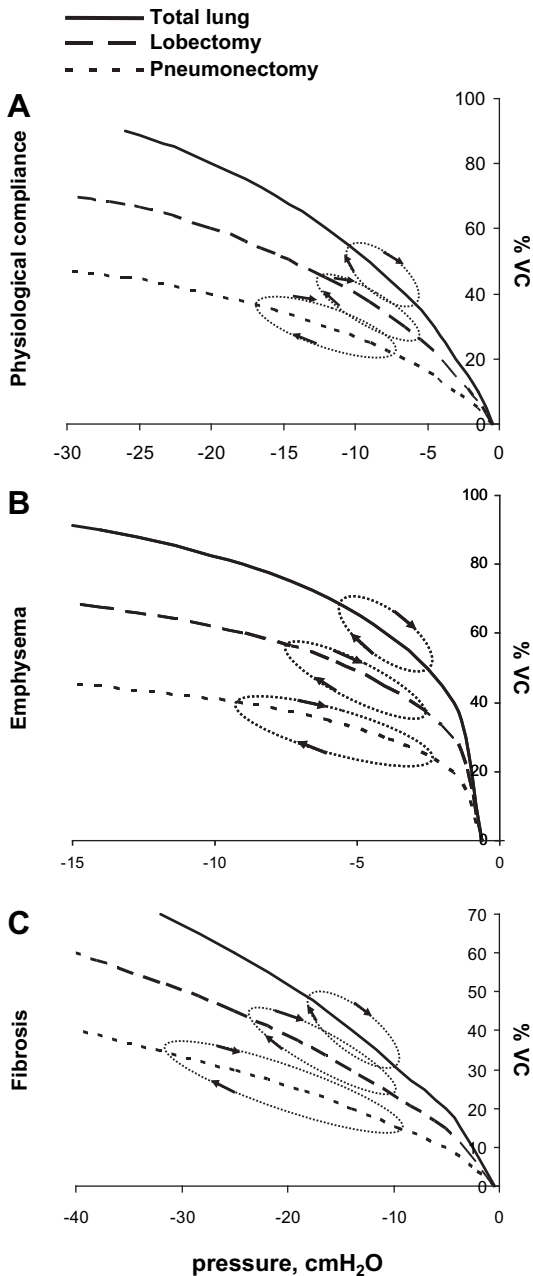 Total lung
Lobectomy
Pneumonectomy
A
Physiological compliance
100
80
60
40
20
0
% VC
-30 -25 -20 -15 -10 -5 0
B
Emphysema
100
80
60
40
20
0
% VC
-15 -10 -5 0
C
Fibrosis
70
60
50
40
30
20
10
0
% VC
-40 -30 -20 -10 0
pressure, cmH₂O